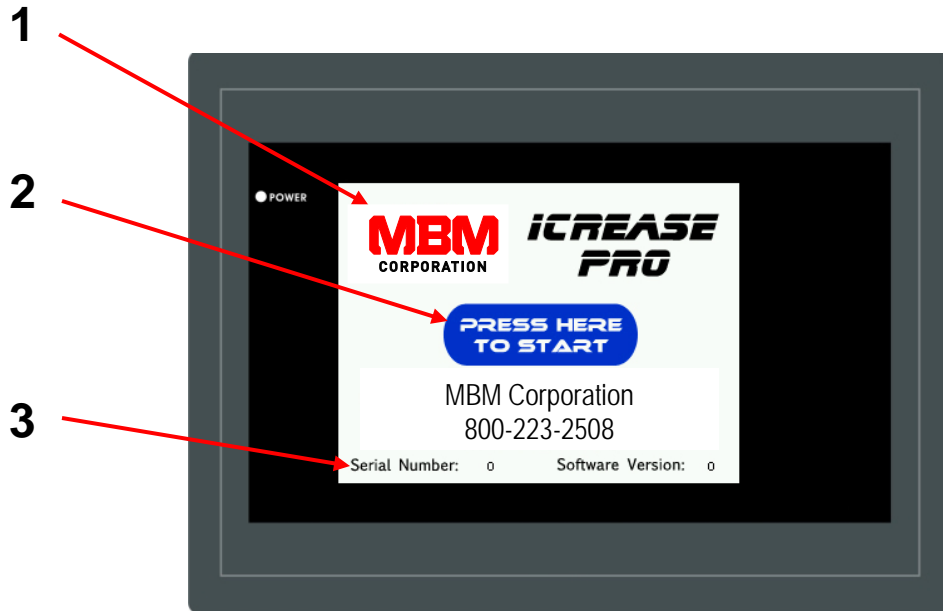 1
2
POWER
MBM
CORPORATION
ICREASE
PRO
PRESS HERE
TO START
MBM Corporation
800-223-2508
3
Serial Number: 0 Software Version: 0